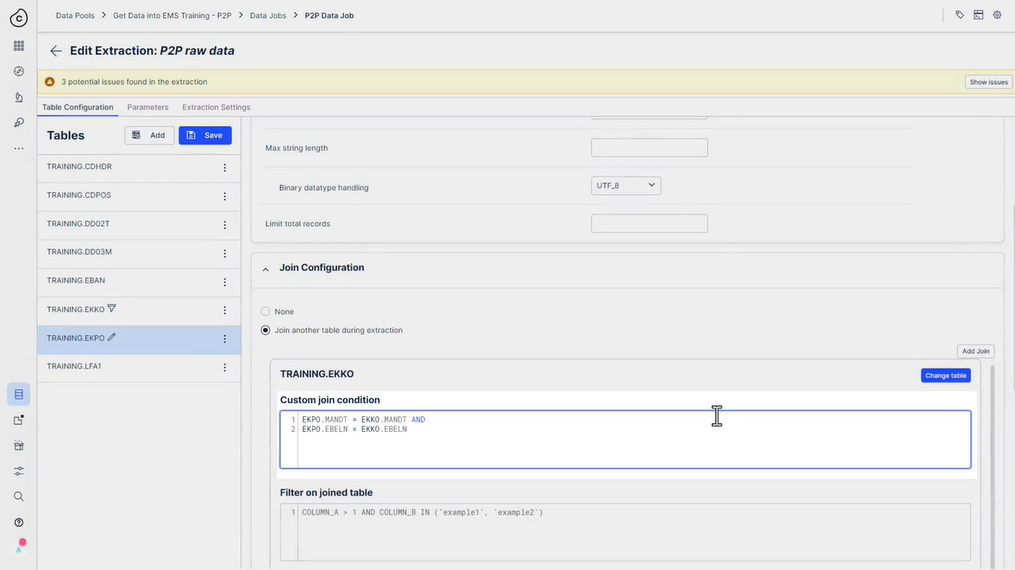 Data Pools > Get Data into EMS Training - P2P > Data Jobs > P2P Data Job
Edit Extraction: P2P raw data
3 potential issues found in the extraction
Show issues
Table Configuration
Parameters
Extraction Settings
Tables
Add
Save
TRAINING.CDHDR
TRAINING.CDPOS
TRAINING.DD02T
TRAINING.DD03M
TRAINING.EBAN
TRAINING.EKKO
TRAINING.EKPO
TRAINING.LFA1
Max string length
Binary datatype handling
UTF_8
Limit total records
Join Configuration
None
Join another table during extraction
Add Join
TRAINING.EKKO
Change table
Custom join condition
1 EKPO.MANDT = EKKO.MANDT AND
2 EKPO.EBELN = EKKO.EBELN
Filter on joined table
1 COLUMN_A > 1 AND COLUMN_B IN ('example1', 'example2')
A